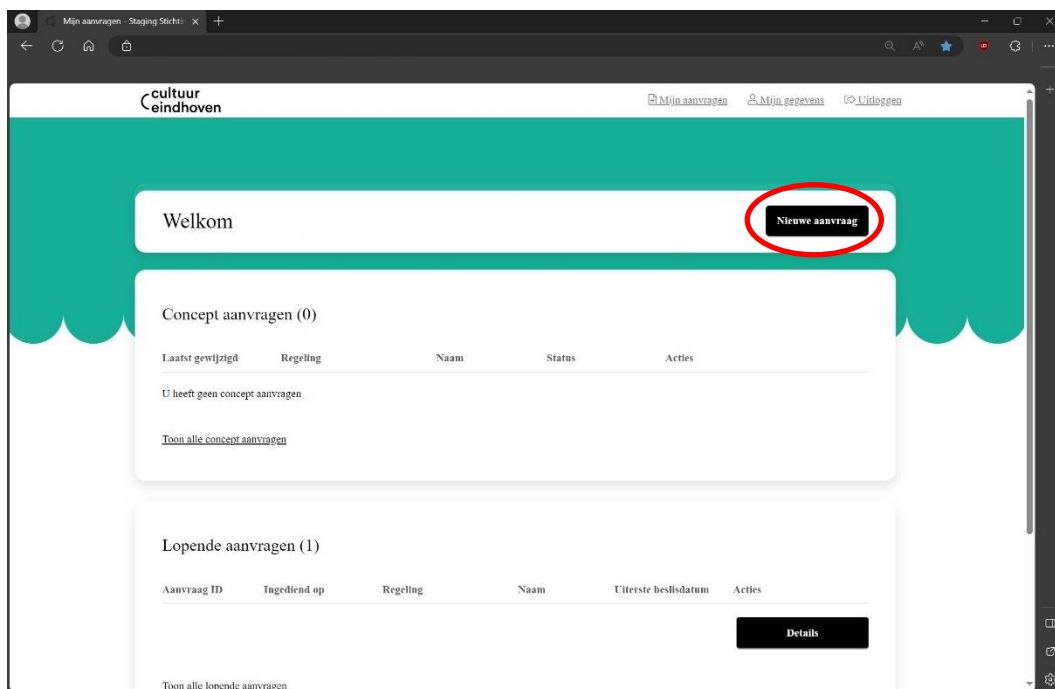 Mijn aanvragen - Staging Stichti
cultuur
eindhoven
Mijn aanvragen Mijn gegevens Uitloggen
Welkom
Nieuwe aanvraag
Concept aanvragen (0)
Laatst gewijzigd Regeling Naam Status Acties
U heeft geen concept aanvragen
Toon alle concept aanvragen
Lopende aanvragen (1)
Aanvraag ID Ingediend op Regeling Naam Uiterste beslisdatum Acties
Details
Toon alle lopende aanvragen